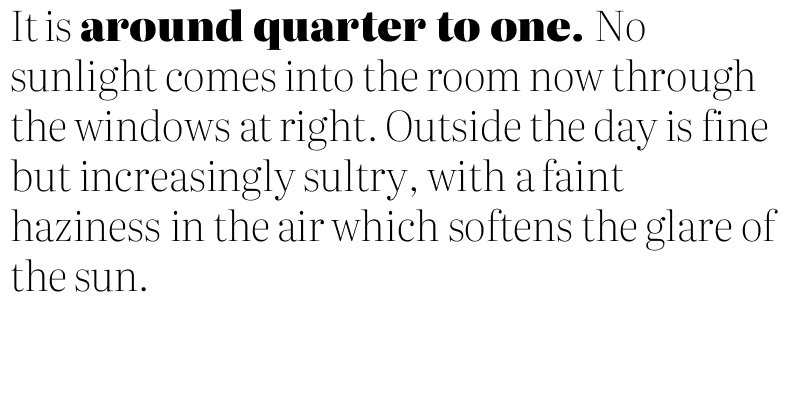 It is around quarter to one. No
sunlight comes into the room now through
the windows at right. Outside the day is fine
but increasingly sultry, with a faint
haziness in the air which softens the glare of
the sun.